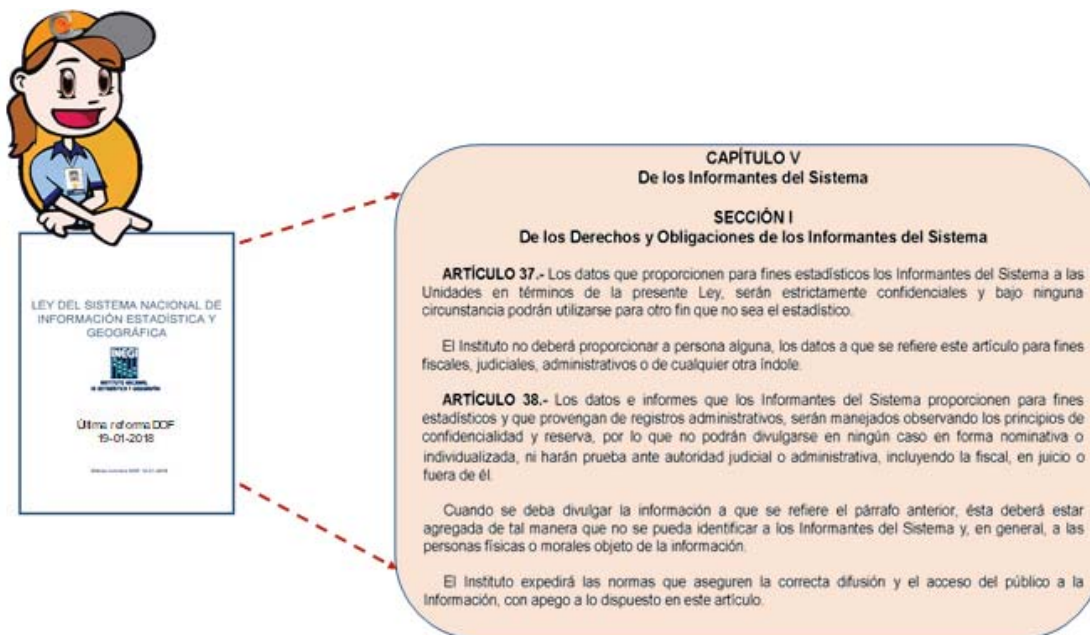 LEY DEL SISTEMA NACIONAL DE
INFORMACIÓN ESTADÍSTICA Y
GEOGRÁFICA
INEGI
INSTITUTO NACIONAL
DE ESTADÍSTICA Y GEOGRAFÍA
Última reforma DOF
19-01-2018
CAPÍTULO V
De los Informantes del Sistema
SECCIÓN I
De los Derechos y Obligaciones de los Informantes del Sistema
ARTÍCULO 37.- Los datos que proporcionen para fines estadísticos los Informantes del Sistema a las
Unidades en términos de la presente Ley, serán estrictamente confidenciales y bajo ninguna
circunstancia podrán utilizarse para otro fin que no sea el estadístico.
El Instituto no deberá proporcionar a persona alguna, los datos a que se refiere este artículo para fines
fiscales, judiciales, administrativos o de cualquier otra índole.
ARTÍCULO 38.- Los datos e informes que los Informantes del Sistema proporcionen para fines
estadísticos y que provengan de registros administrativos, serán manejados observando los principios de
confidencialidad y reserva, por lo que no podrán divulgarse en ningún caso en forma nominativa o
individualizada, ni harán prueba ante autoridad judicial o administrativa, incluyendo la fiscal, en juicio o
fuera de él.
Cuando se deba divulgar la información a que se refiere el párrafo anterior, ésta deberá estar
agregada de tal manera que no se pueda identificar a los Informantes del Sistema y, en general, a las
personas físicas o morales objeto de la información.
El Instituto expedirá las normas que aseguren la correcta difusión y el acceso del público a la
Información, con apego a lo dispuesto en este artículo.